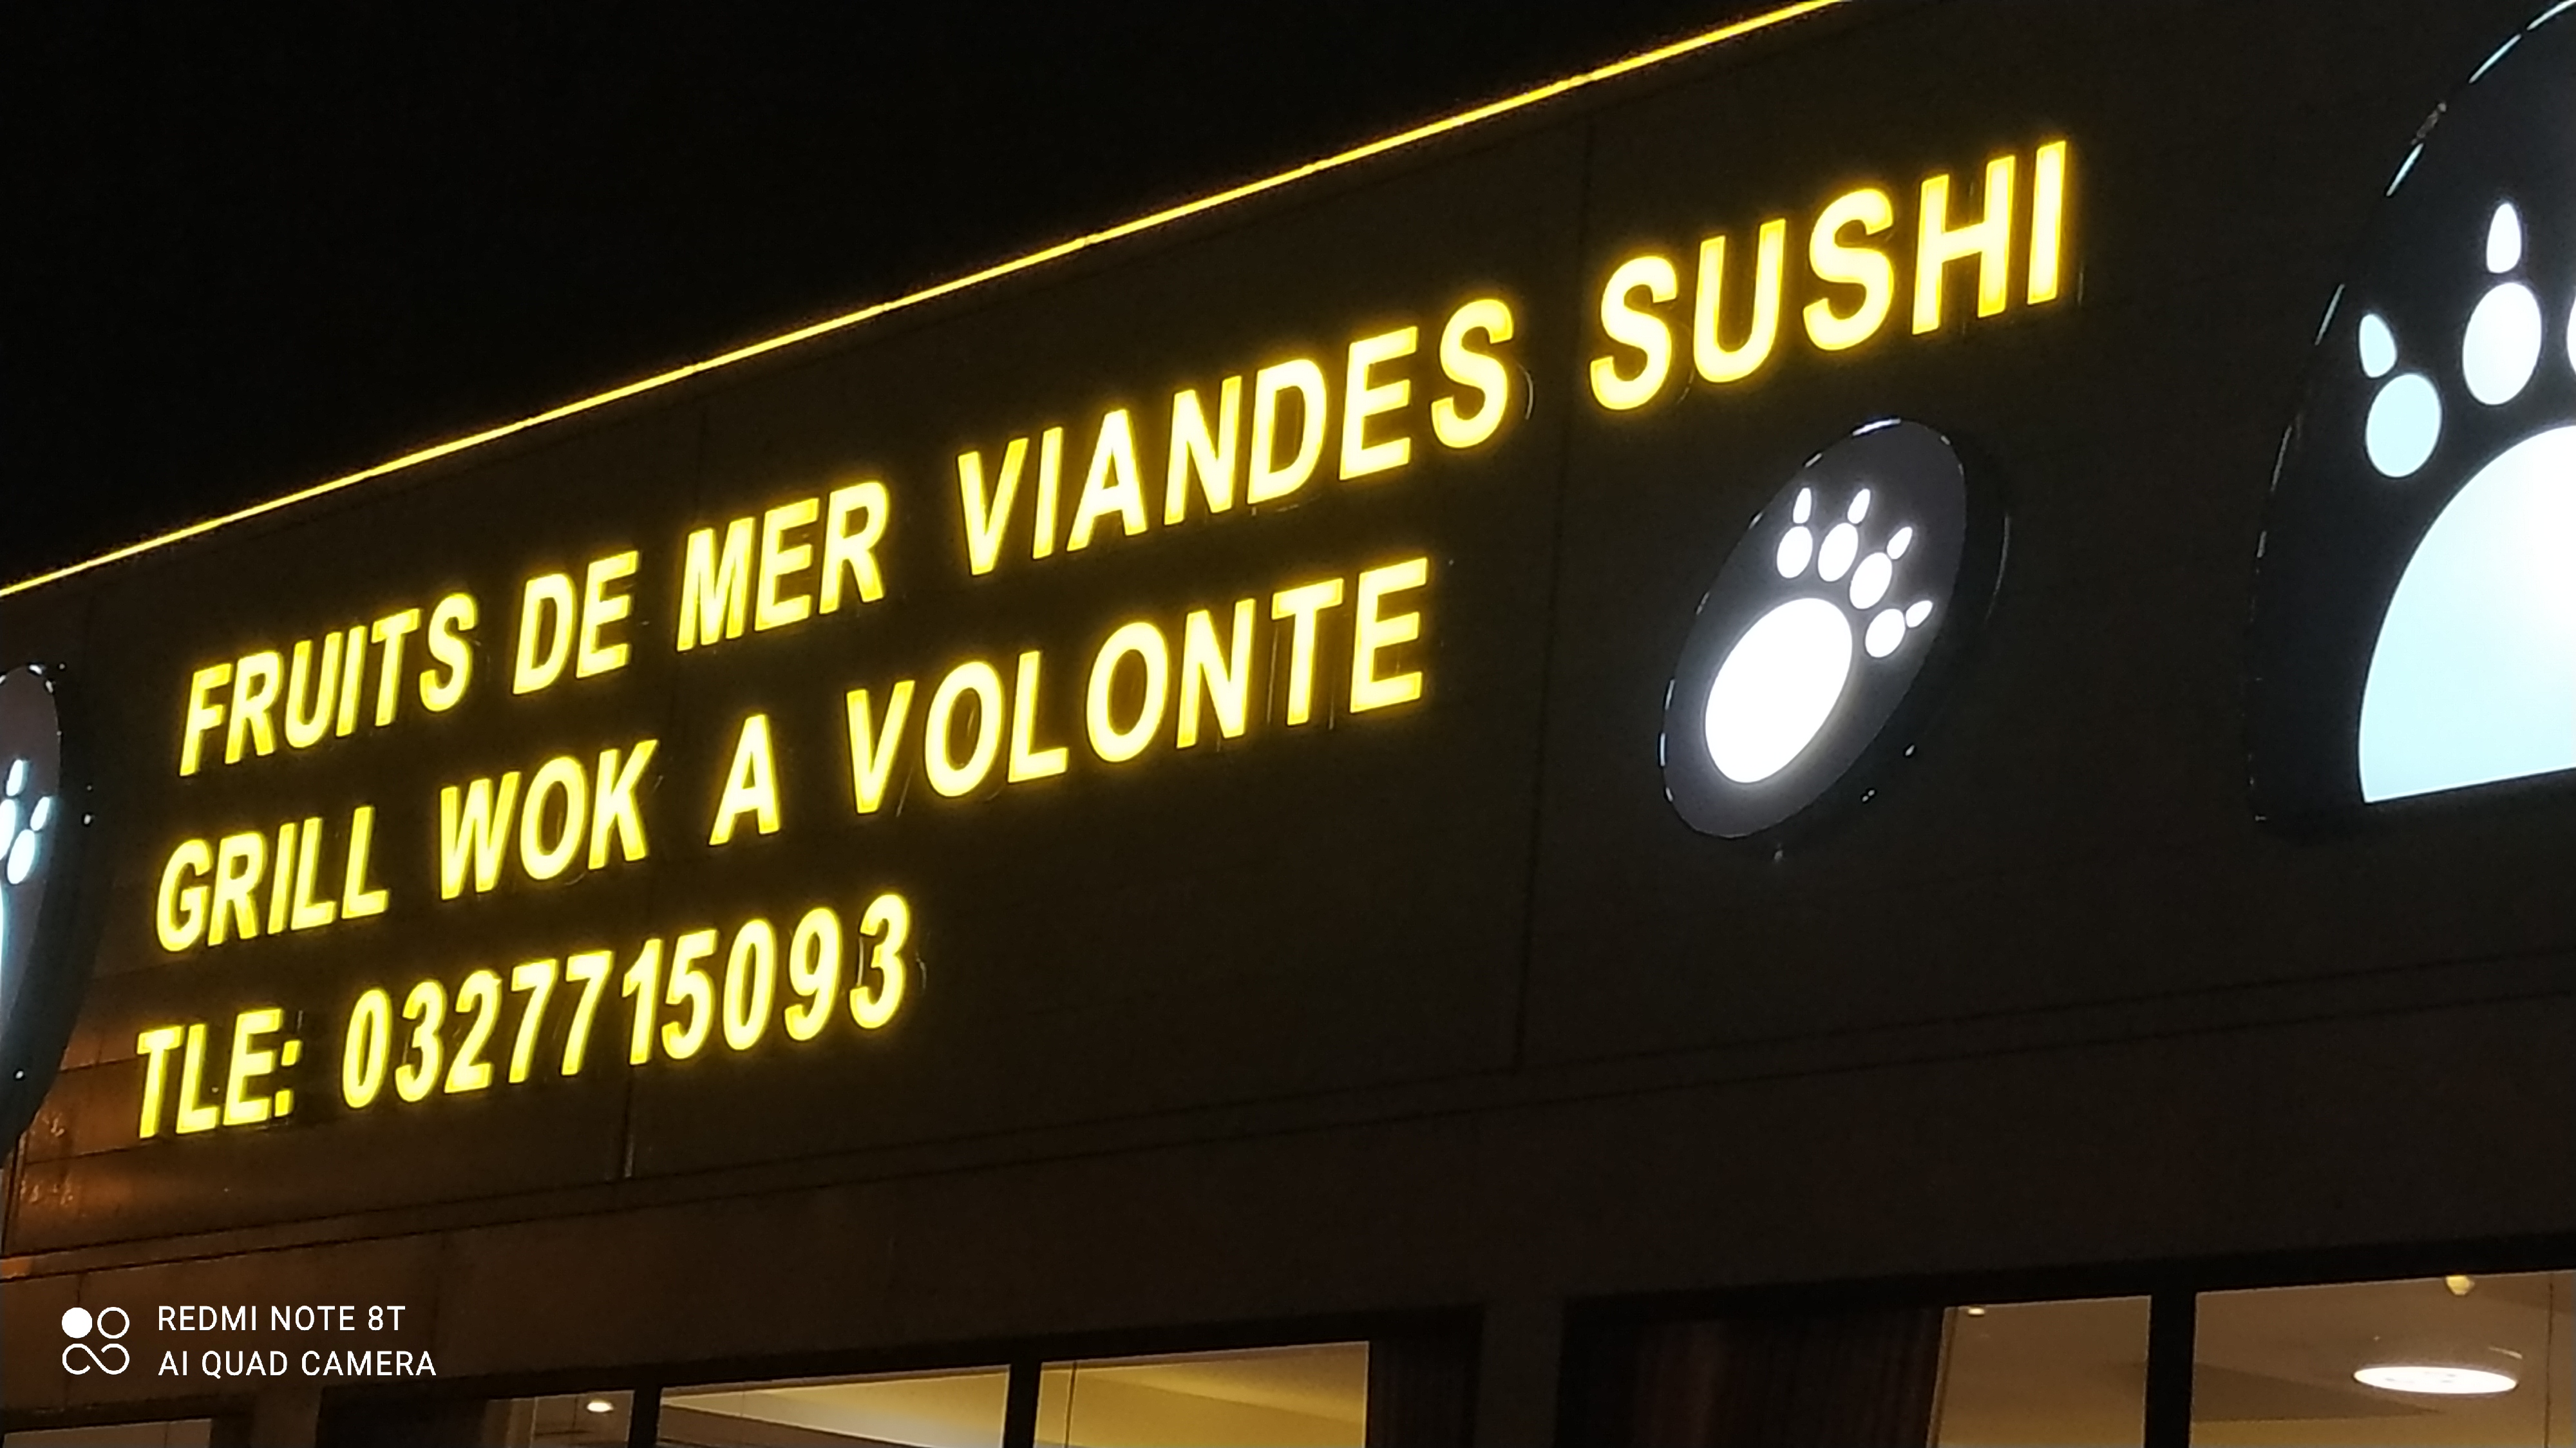 FRUITS DE MER VIANDES SUSHI
GRILL WOK A VOLONTE
TLE: 0327715093
REDMI NOTE 8T
AI QUAD CAMERA